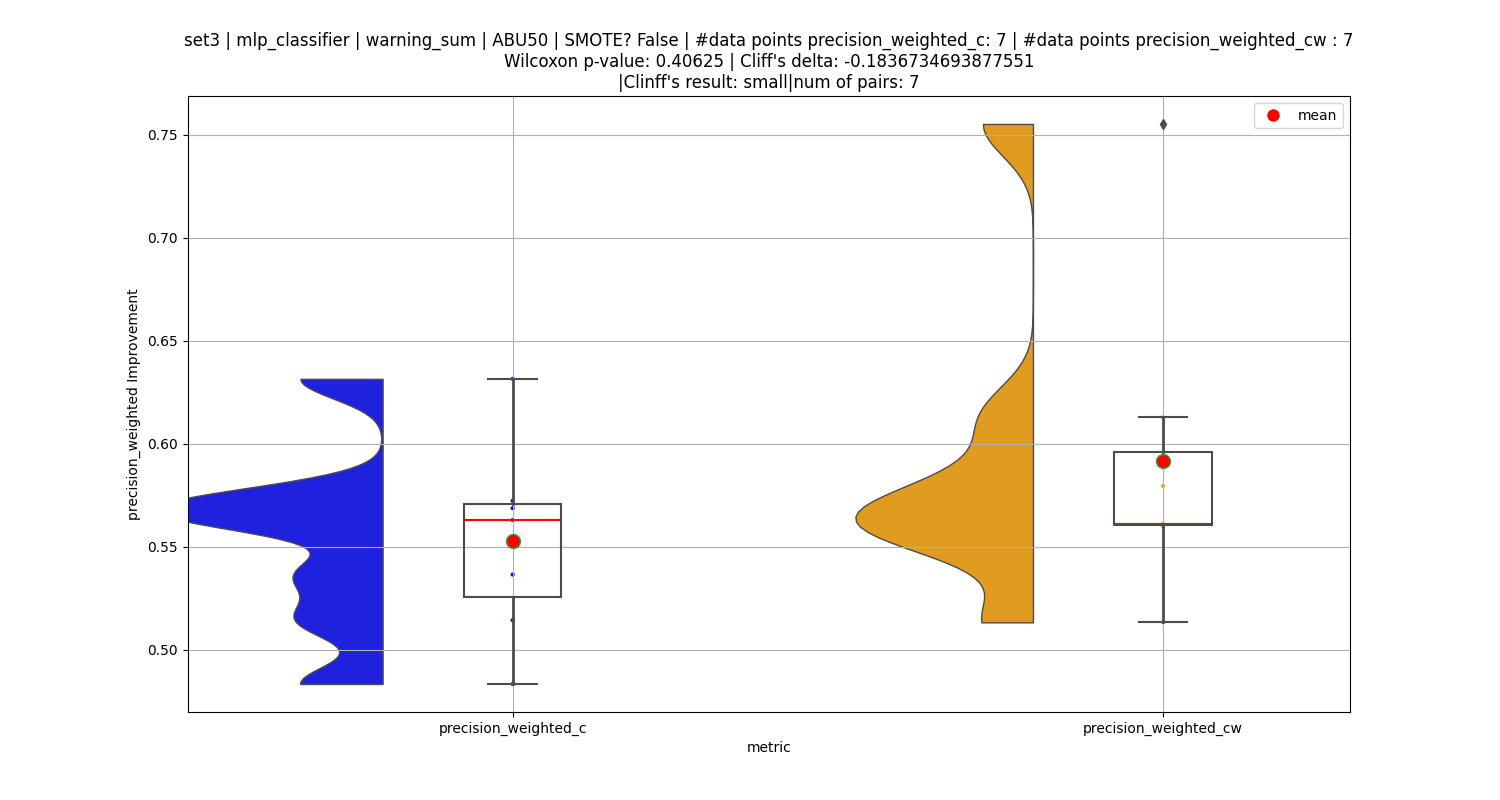 set3 | mlp_classifier | warning_sum | ABU50 | SMOTE? False | #data points precision_weighted_c: 7 | #data points precision_weighted_cw : 7
Wilcoxon p-value: 0.40625 | Cliff's delta: -0.1836734693877551
|Clinff's result: small|num of pairs: 7
mean
0.75
0.70
0.65
0.60
0.55
0.50
precision_weighted Improvement
precision_weighted_c
precision_weighted_cw
metric